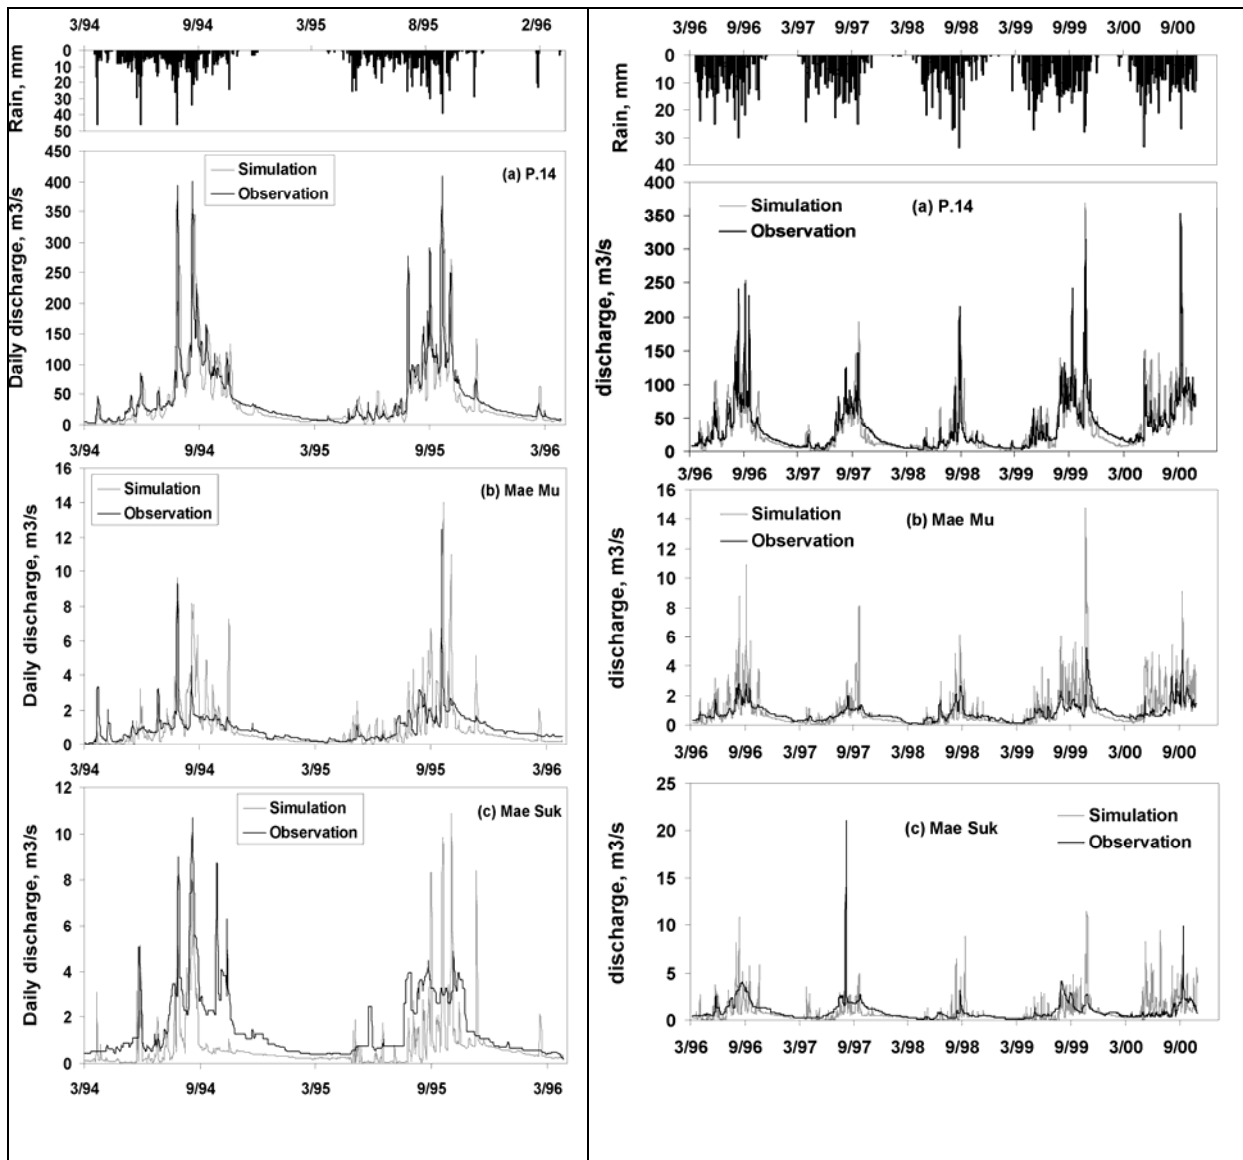 3/94 9/94 3/95 8/95 2/96
0
10
20
30
40
50
Rain, mm
450
400
350
300
250
200
150
100
50
0
Daily discharge, m3/s
Simulation
Observation
(a) P.14
3/94 9/94 3/95 9/95 3/96
16
14
12
10
8
6
4
2
0
Daily discharge, m3/s
Simulation
Observation
(b) Mae Mu
3/94 9/94 3/95 9/95 3/96
12
10
8
6
4
2
0
Daily discharge, m3/s
Simulation
Observation
(c) Mae Suk
3/94 9/94 3/95 9/95 3/96
3/96 9/96 3/97 9/97 3/98 9/98 3/99 9/99 3/00 9/00
0
10
20
30
40
Rain, mm
400
350
300
250
200
150
100
50
0
discharge, m3/s
Simulation
Observation
(a) P.14
3/96 9/96 3/97 9/97 3/98 9/98 3/99 9/99 3/00 9/00
16
14
12
10
8
6
4
2
0
discharge, m3/s
Simulation
Observation
(b) Mae Mu
3/96 9/96 3/97 9/97 3/98 9/98 3/99 9/99 3/00 9/00
25
20
15
10
5
0
discharge, m3/s
Simulation
Observation
(c) Mae Suk
3/96 9/96 3/97 9/97 3/98 9/98 3/99 9/99 3/00 9/00